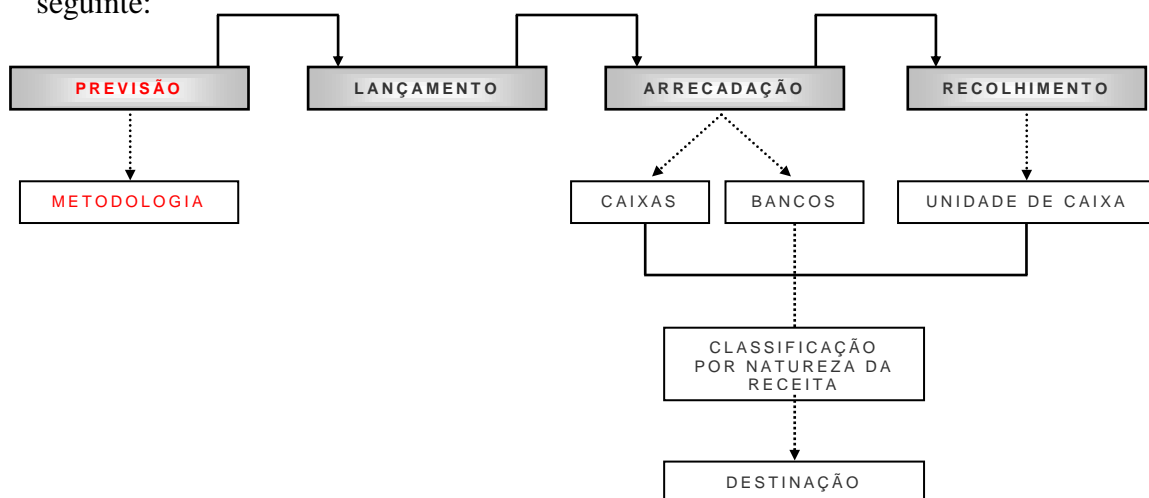 seguinte:
PREVISÃO
LANÇAMENTO
ARRECADAÇÃO
RECOLHIMENTO
METODOLOGIA
CAIXAS
BANCOS
UNIDADE DE CAIXA
CLASSIFICAÇÃO
POR NATUREZA DA
RECEITA
DESTINAÇÃO